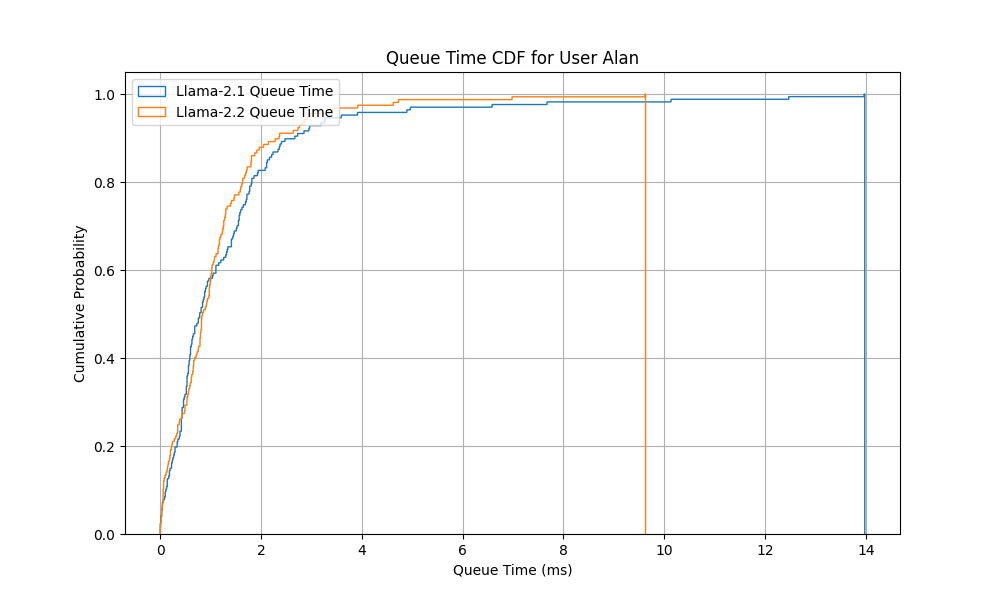 Queue Time CDF for User Alan
Llama-2.1 Queue Time
Llama-2.2 Queue Time
Cumulative Probability
1.0
0.8
0.6
0.4
0.2
0.0
0 2 4 6 8 10 12 14
Queue Time (ms)